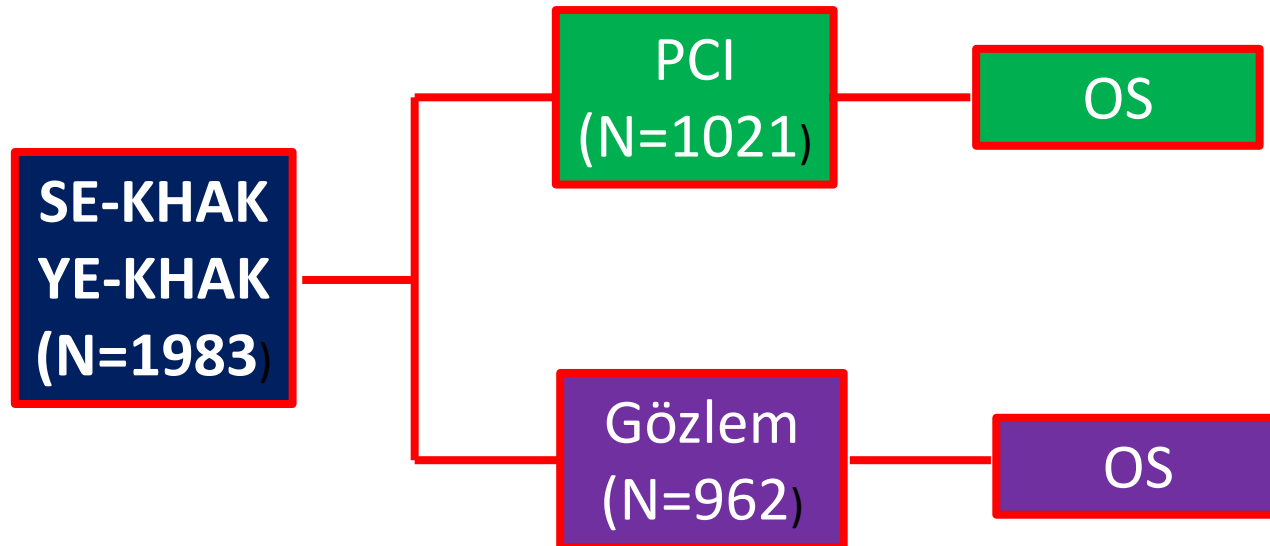 SE-KHAK
YE-KHAK
(N=1983)
PCI
(N=1021)
OS
Gözlem
(N=962)
OS